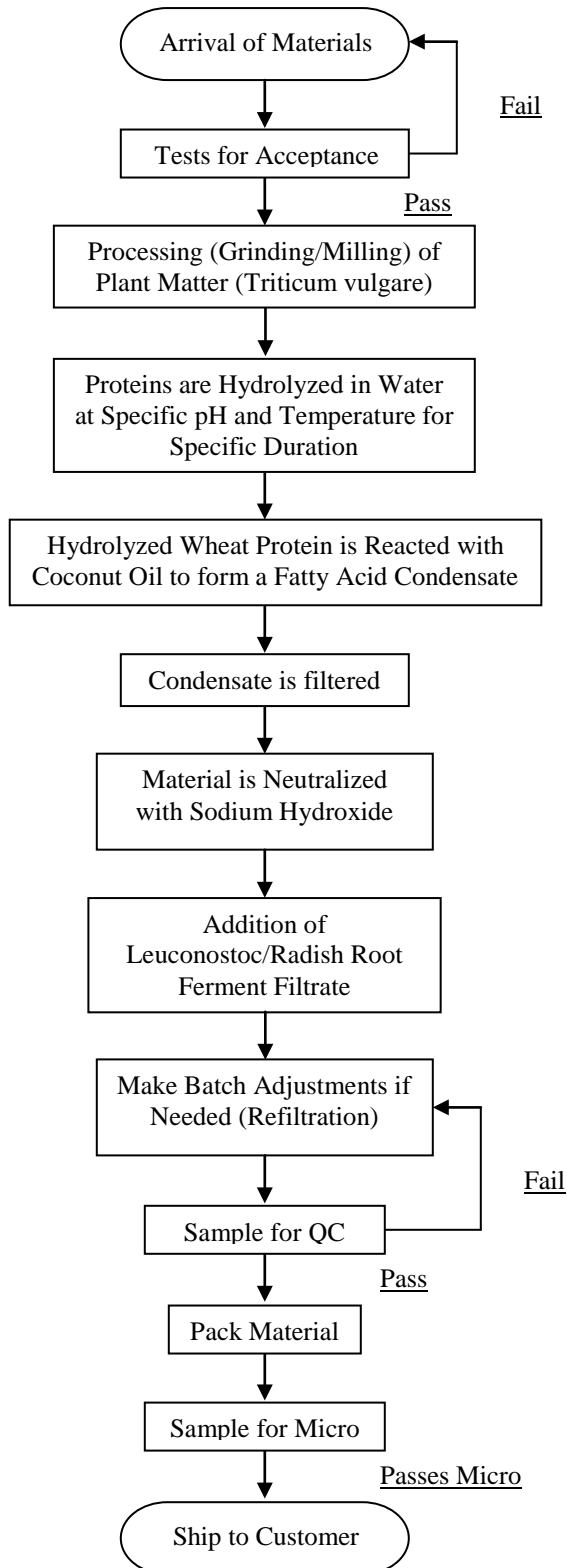 Arrival of Materials
Fail
Tests for Acceptance
Pass
Processing (Grinding/Milling) of
Plant Matter (Triticum vulgare)
Proteins are Hydrolyzed in Water
at Specific pH and Temperature for
Specific Duration
Hydrolyzed Wheat Protein is Reacted with
Coconut Oil to form a Fatty Acid Condensate
Condensate is filtered
Material is Neutralized
with Sodium Hydroxide
Addition of
Leuconostoc/Radish Root
Ferment Filtrate
Make Batch Adjustments if
Needed (Refiltration)
Fail
Sample for QC
Pass
Pack Material
Sample for Micro
Passes Micro
Ship to Customer